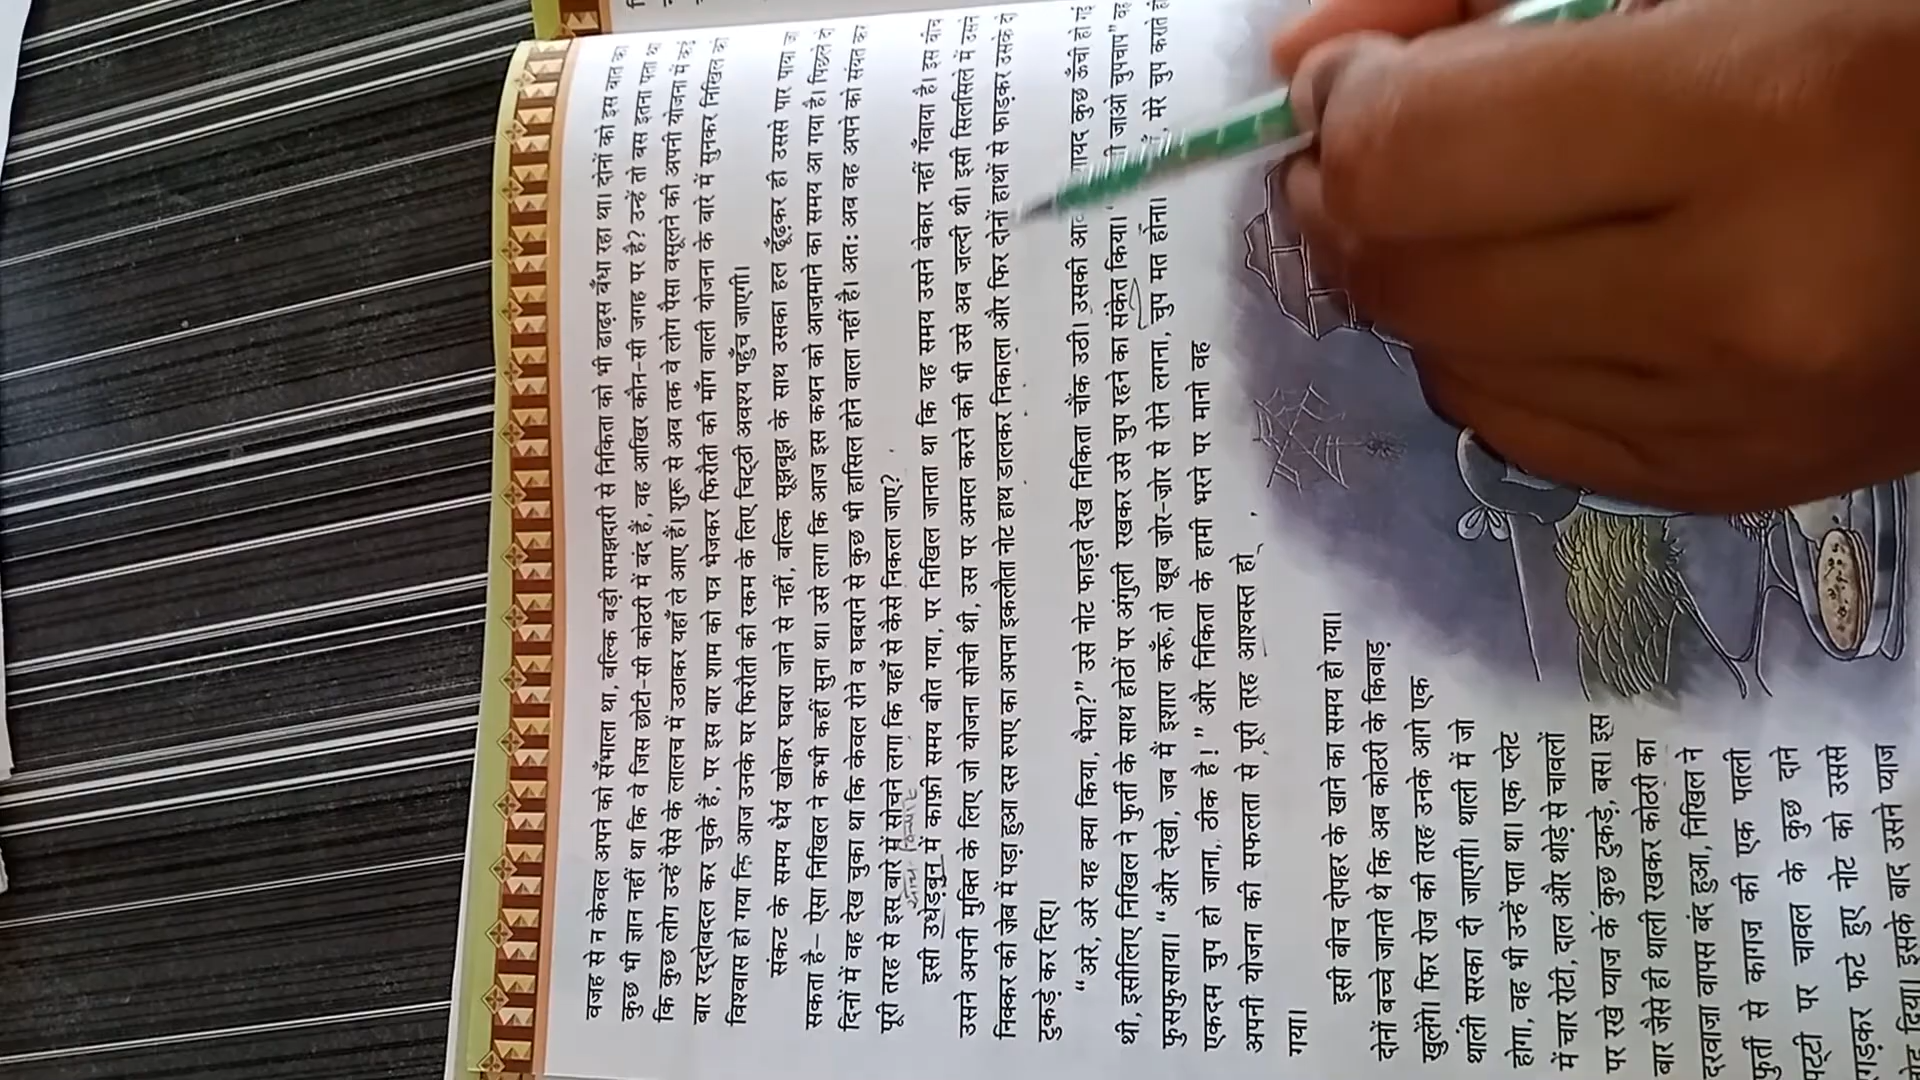 वजह से न केवल अपने को सँभाला था, बल्कि बड़ी समझदारी से निकिता को भी ढाढ़स बँधा रहा था। दोनों को इस बात का
कुछ भी ज्ञान नहीं था कि वे जिस छोटी-सी कोठरी में बंद हैं, वह आखिर कौन-सी जगह पर है? उन्हें तो बस इतना पता था
कि कुछ लोग उन्हें पैसे के लालच में उठाकर यहाँ ले आए हैं। शुरू से अब तक वे लोग पैसा वसूलने की अपनी योजना में कई
बार रद्दोबदल कर चुके हैं, पर इस बार शाम को पत्र भेजकर फिरौती की माँग वाली योजना के बारे में सुनकर निखिल को
विश्वास हो गया कि आज उनके घर फिरौती की रकम के लिए चिट्ठी अवश्य पहुँच जाएगी।
संकट के समय धैर्य खोकर घबरा जाने से नहीं, बल्कि सूझबूझ के साथ उसका हल ढूँढ़कर ही उससे पार पाया जा
सकता है– ऐसा निखिल ने कभी कहीं सुना था। उसे लगा कि आज इस कथन को आज़माने का समय आ गया है। पिछले दो
दिनों में वह देख चुका था कि केवल रोने व घबराने से कुछ भी हासिल होने वाला नहीं है। अतः अब वह अपने को संयत कर
पूरी तरह से इस बारे में सोचने लगा कि यहाँ से कैसे निकला जाए?
इसी उधेड़बुन में काफ़ी समय बीत गया, पर निखिल जानता था कि यह समय उसने बेकार नहीं गँवाया है। इस बीच
उसने अपनी मुक्ति के लिए जो योजना सोची थी, उस पर अमल करने की भी उसे अब जल्दी थी। इसी सिलसिले में उसने
निक्कर की जेब में पड़ा हुआ दस रुपए का अपना इकलौता नोट हाथ डालकर निकाला और फिर दोनों हाथों से फाड़कर उसके दो
टुकड़े कर दिए।
“अरे, अरे यह क्या किया, भैया?” उसे नोट फाड़ते देख निकिता चौंक उठी। उसकी कुछ ऊँची हो गई
थी, इसीलिए निखिल ने फुर्ती के साथ होठों पर अंगुली रखकर उसे चुप रहने का संकेत किया। जाओ चुपचाप” वह
फुसफुसाया। “और देखो, जब मैं इशारा करूँ, तो खूब ज़ोर-ज़ोर से रोने लगना, चुप मत होना। मेरे चुप कराते ही
एकदम चुप हो जाना, ठीक है!” और निकिता के हामी भरने पर मानो वह
अपनी योजना की सफलता से पूरी तरह आश्वस्त हो
गया।
इसी बीच दोपहर के खाने का समय हो गया।
दोनों बच्चे जानते थे कि अब कोठरी के किवाड़
खुलेंगे। फिर रोज़ की तरह उनके आगे एक
थाली सरका दी जाएगी। थाली में जो
होगा, वह भी उन्हें पता था। एक प्लेट
में चार रोटी, दाल और थोड़े से चावलों
पर रखे प्याज के कुछ टुकड़े, बस। इस
बार जैसे ही थाली रखकर कोठरी का
दरवाजा वापस बंद हुआ, निखिल ने
फुर्ती से कागज़ की एक पतली
पट्टी पर चावल के कुछ दाने
रगड़कर फटे हुए नोट को उससे
दिया। इसके बाद उसने प्याज